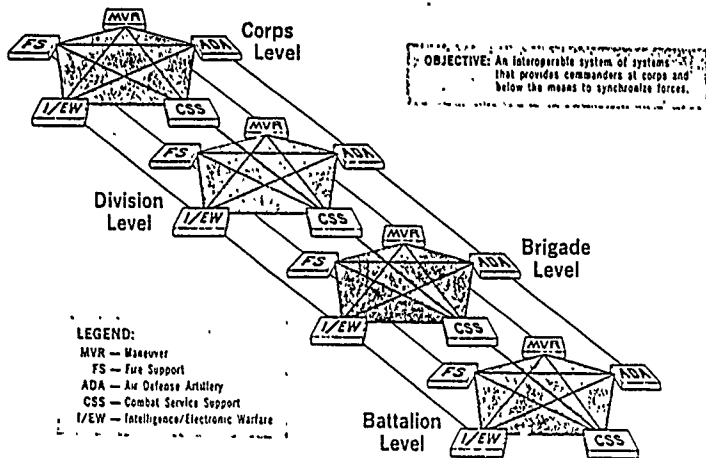 MVR
FS
ADA
I/EW
CSS
Corps
Level
OBJECTIVE: An interoperable system of systems
that provides commanders at corps and
below the means to synchronize forces.
MVR
FS
ADA
I/EW
CSS
Division
Level
MVR
FS
ADA
I/EW
CSS
Brigade
Level
MVR
FS
ADA
I/EW
CSS
Battalion
Level
LEGEND:
MVR — Maneuver
FS — Fire Support
ADA — Air Defense Artillery
CSS — Combat Service Support
I/EW — Intelligence/Electronic Warfare